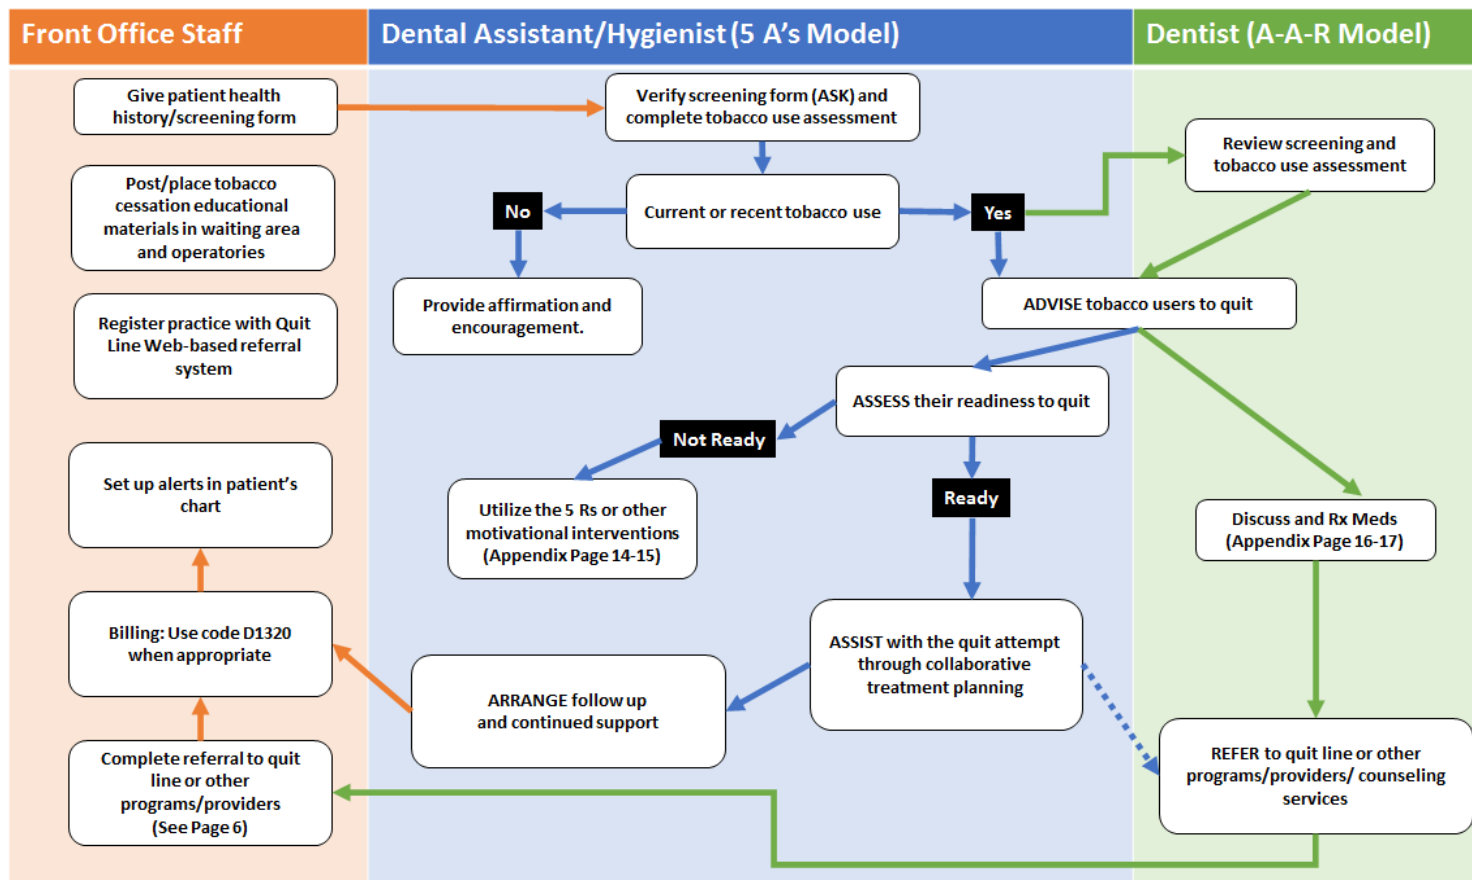 Front Office Staff
Dental Assistant/Hygienist (5 A's Model)
Dentist (A-A-R Model)
Give patient health
history/screening form
Post/place tobacco
cessation educational
materials in waiting area
and operatories
Register practice with Quit
Line Web-based referral
system
Set up alerts in patient's
chart
Billing: Use code D1320
when appropriate
Complete referral to quit
line or other
programs/providers
(See Page 6)
Verify screening form (ASK) and
complete tobacco use assessment
Current or recent tobacco use
No
Yes
Provide affirmation and
encouragement.
ADVISE tobacco users to quit
ASSESS their readiness to quit
Not Ready
Ready
Utilize the 5 Rs or other
motivational interventions
(Appendix Page 14-15)
ASSIST with the quit attempt
through collaborative
treatment planning
ARRANGE follow up
and continued support
Review screening and
tobacco use assessment
Discuss and Rx Meds
(Appendix Page 16-17)
REFER to quit line or other
programs/providers/ counseling
services